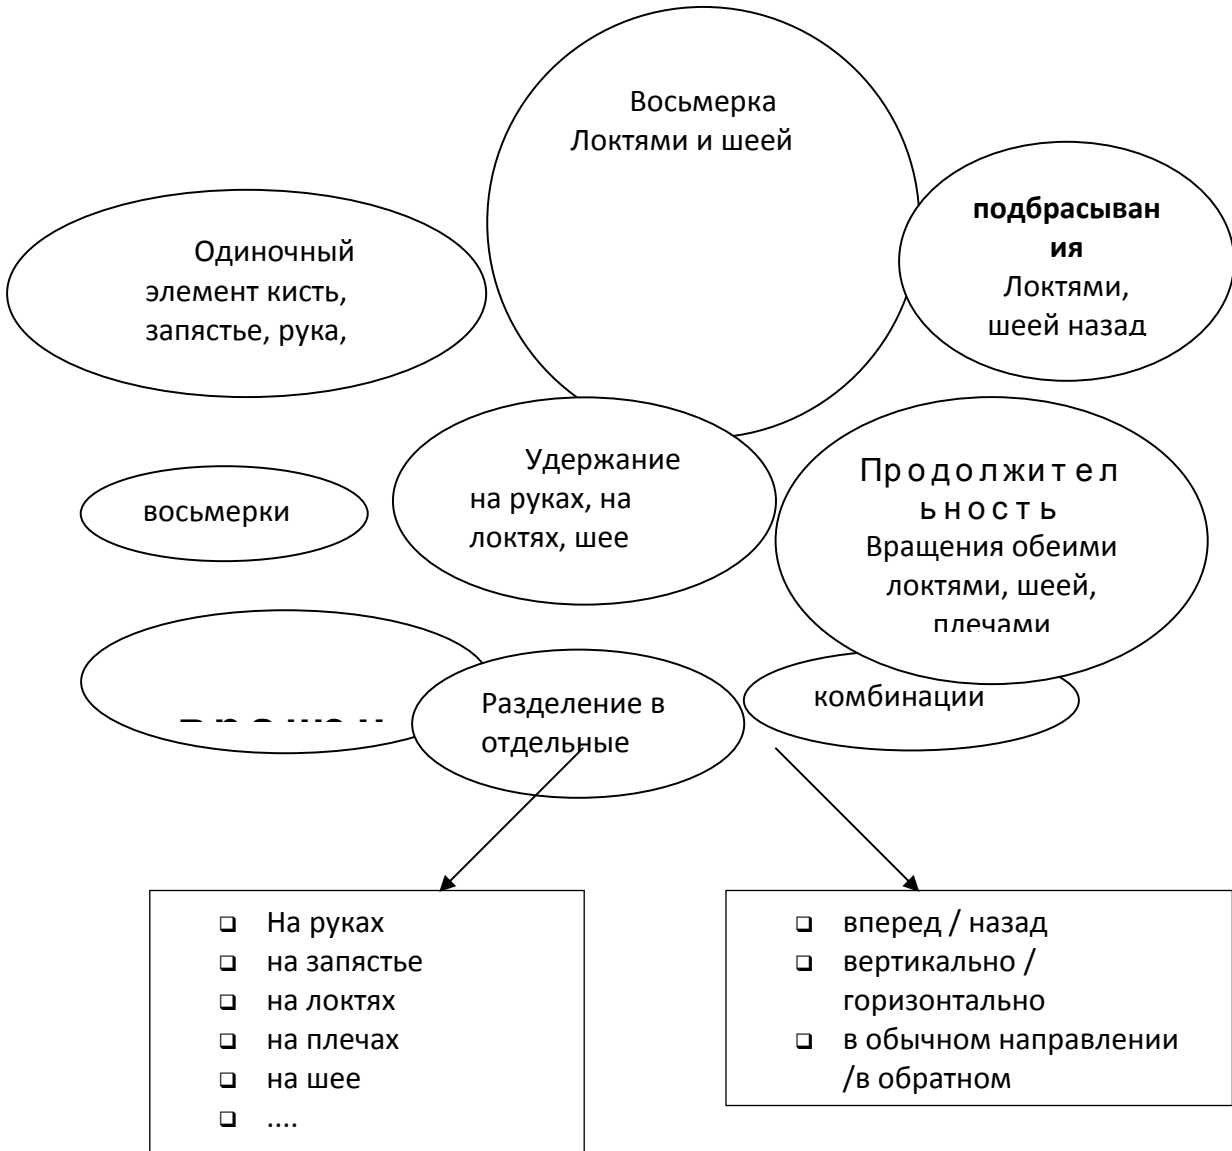 Восьмерка
Локтями и шеей
подбрасыван
ия
Локтями,
шеей назад
Одиночный
элемент кисть,
запястье, рука,
Удержание
на руках, на
локтях, шее
Продолжител
ьность
Вращения обеими
локтями, шеей,
плечами
восьмерки
Разделение в
отдельные
комбинации
❑ На руках
❑ на запястье
❑ на локтях
❑ на плечах
❑ на шее
❑ ....
❑ вперед / назад
❑ вертикально /
горизонтально
❑ в обычном направлении
/в обратном